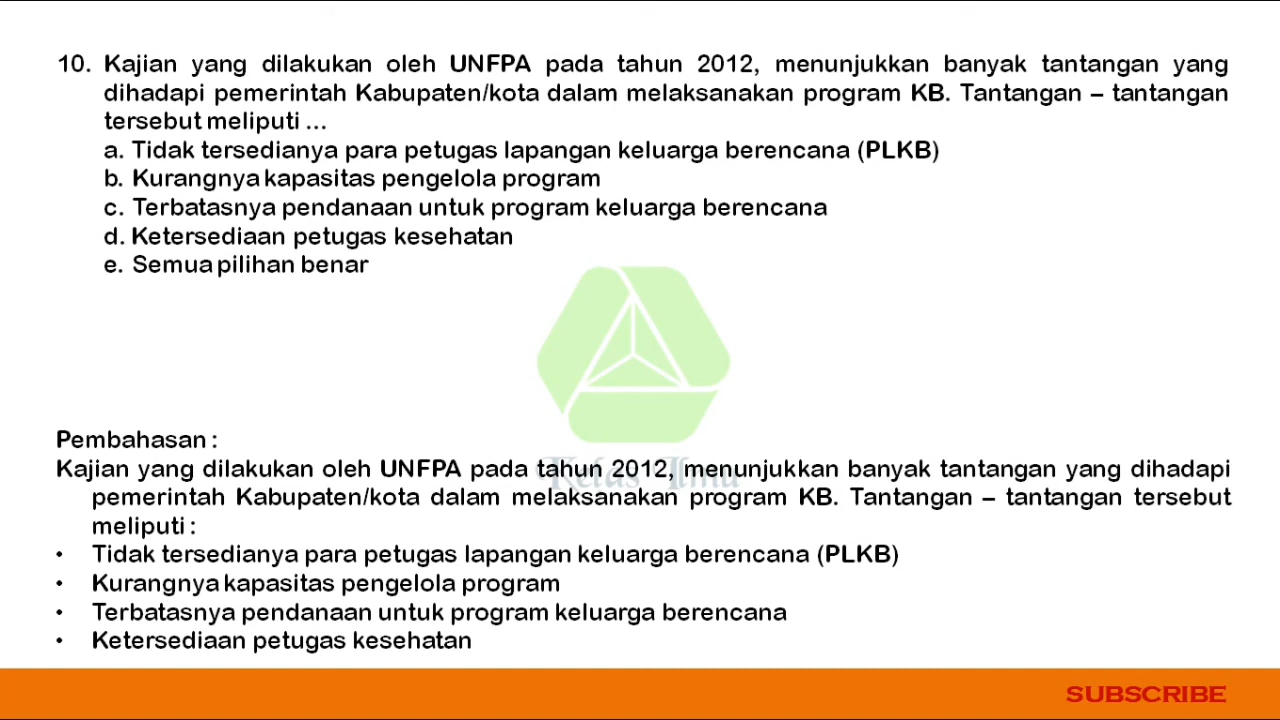 10. Kajian yang dilakukan oleh UNFPA pada tahun 2012, menunjukkan banyak tantangan yang
dihadapi pemerintah Kabupaten/kota dalam melaksanakan program KB. Tantangan – tantangan
tersebut meliputi ...
a. Tidak tersedianya para petugas lapangan keluarga berencana (PLKB)
b. Kurangnya kapasitas pengelola program
c. Terbatasnya pendanaan untuk program keluarga berencana
d. Ketersediaan petugas kesehatan
e. Semua pilihan benar
Pembahasan :
Kajian yang dilakukan oleh UNFPA pada tahun 2012, menunjukkan banyak tantangan yang dihadapi
Kelas Ilmu
pemerintah Kabupaten/kota dalam melaksanakan program KB. Tantangan – tantangan tersebut
meliputi :
• Tidak tersedianya para petugas lapangan keluarga berencana (PLKB)
• Kurangnya kapasitas pengelola program
• Terbatasnya pendanaan untuk program keluarga berencana
• Ketersediaan petugas kesehatan
SUBSCRIBE